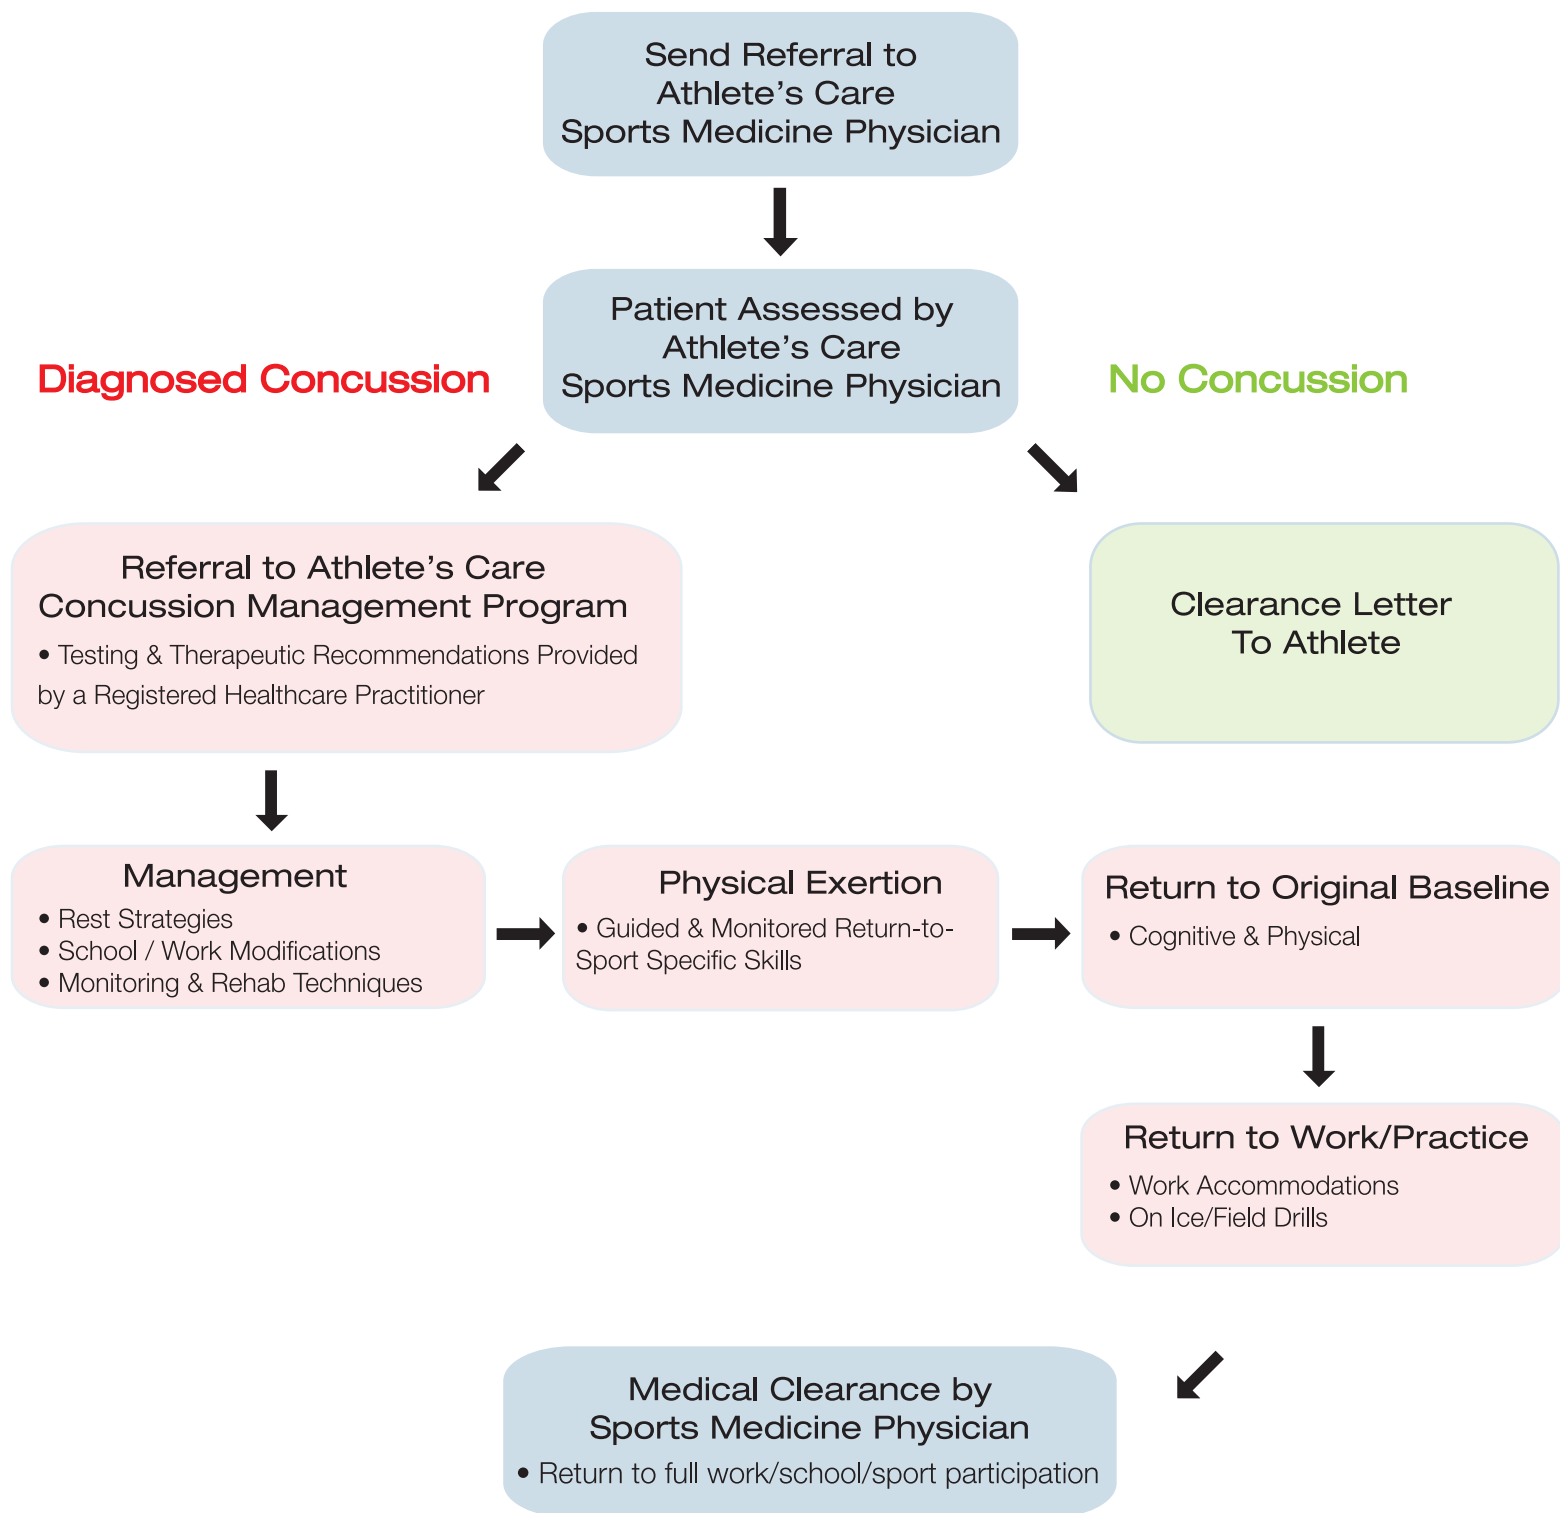 Send Referral to
Athlete’s Care
Sports Medicine Physician
Patient Assessed by
Athlete’s Care
Sports Medicine Physician
Diagnosed Concussion
No Concussion
Referral to Athlete’s Care
Concussion Management Program
• Testing & Therapeutic Recommendations Provided
by a Registered Healthcare Practitioner
Clearance Letter
To Athlete
Management
• Rest Strategies
• School / Work Modifications
• Monitoring & Rehab Techniques
Physical Exertion
• Guided & Monitored Return-to-
Sport Specific Skills
Return to Original Baseline
• Cognitive & Physical
Return to Work/Practice
• Work Accommodations
• On Ice/Field Drills
Medical Clearance by
Sports Medicine Physician
• Return to full work/school/sport participation